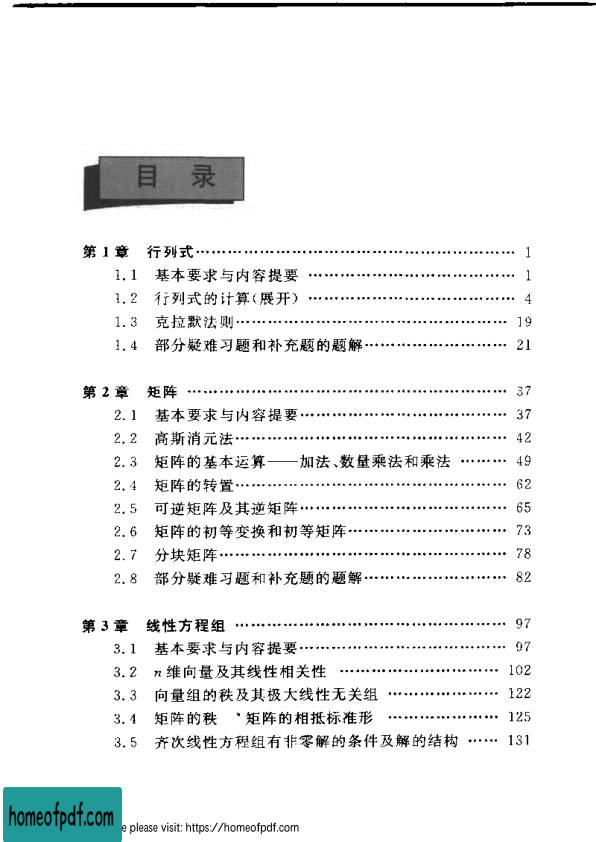 目 录
第1章 行列式…………………………………………………… 1
1.1 基本要求与内容提要 ………………………………… 1
1.2 行列式的计算(展开) ………………………………… 4
1.3 克拉默法则…………………………………………… 19
1.4 部分疑难习题和补充题的题解……………………… 21
第2章 矩阵 …………………………………………………… 37
2.1 基本要求与内容提要………………………………… 37
2.2 高斯消元法…………………………………………… 42
2.3 矩阵的基本运算——加法、数量乘法和乘法 ……… 49
2.4 矩阵的转置…………………………………………… 62
2.5 可逆矩阵及其逆矩阵………………………………… 65
2.6 矩阵的初等变换和初等矩阵………………………… 73
2.7 分块矩阵……………………………………………… 78
2.8 部分疑难习题和补充题的题解……………………… 82
第3章 线性方程组 …………………………………………… 97
3.1 基本要求与内容提要………………………………… 97
3.2 n维向量及其线性相关性 ………………………… 102
3.3 向量组的秩及其极大线性无关组 ………………… 122
3.4 矩阵的秩 *矩阵的相抵标准形 ………………… 125
3.5 齐次线性方程组有非零解的条件及解的结构 …… 131
homeofpdf.com
e please visit: https://homeofpdf.com